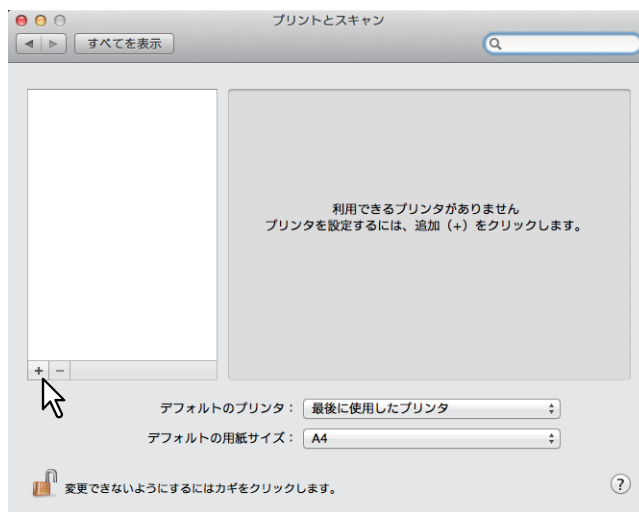 プリントとスキャン
すべてを表示
利用できるプリンタがありません
プリンタを設定するには、追加（+）をクリックします。
+ −
デフォルトのプリンタ： 最後に使用したプリンタ
デフォルトの用紙サイズ： A4
変更できないようにするにはカギをクリックします。
?